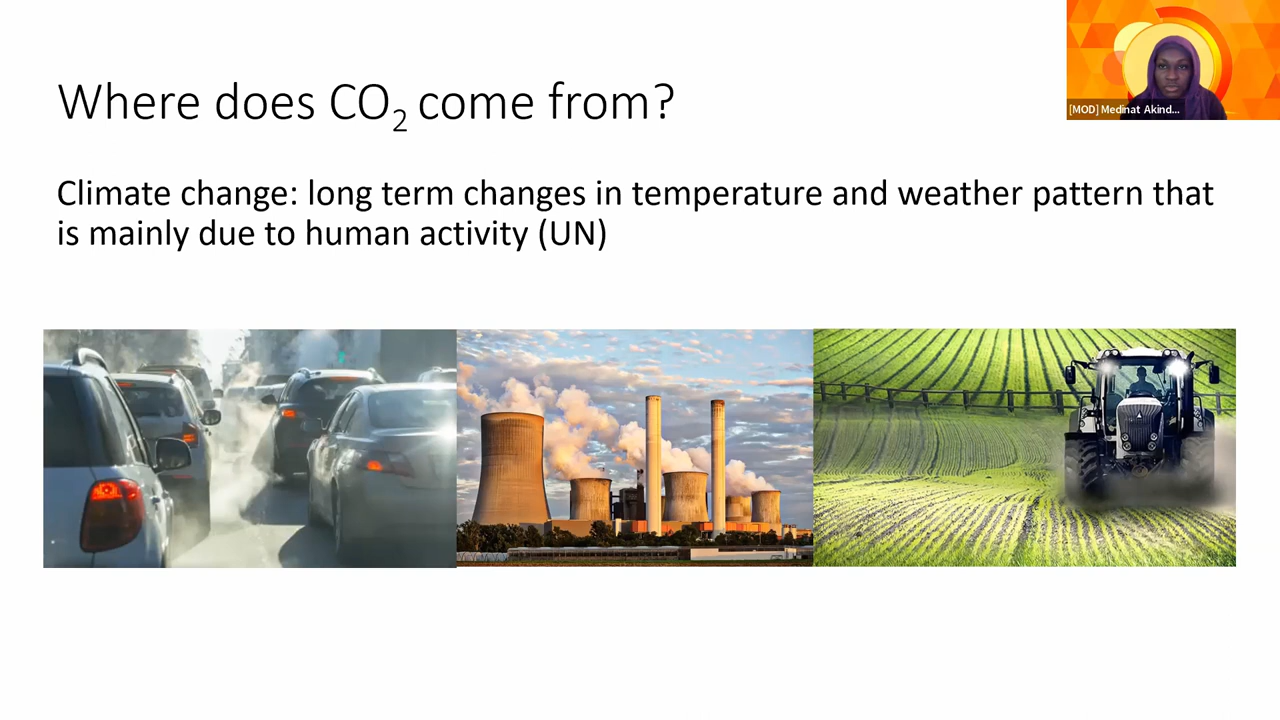 Where does CO₂ come from?
Climate change: long term changes in temperature and weather pattern that
is mainly due to human activity (UN)
[MOD] Medinat Akind...